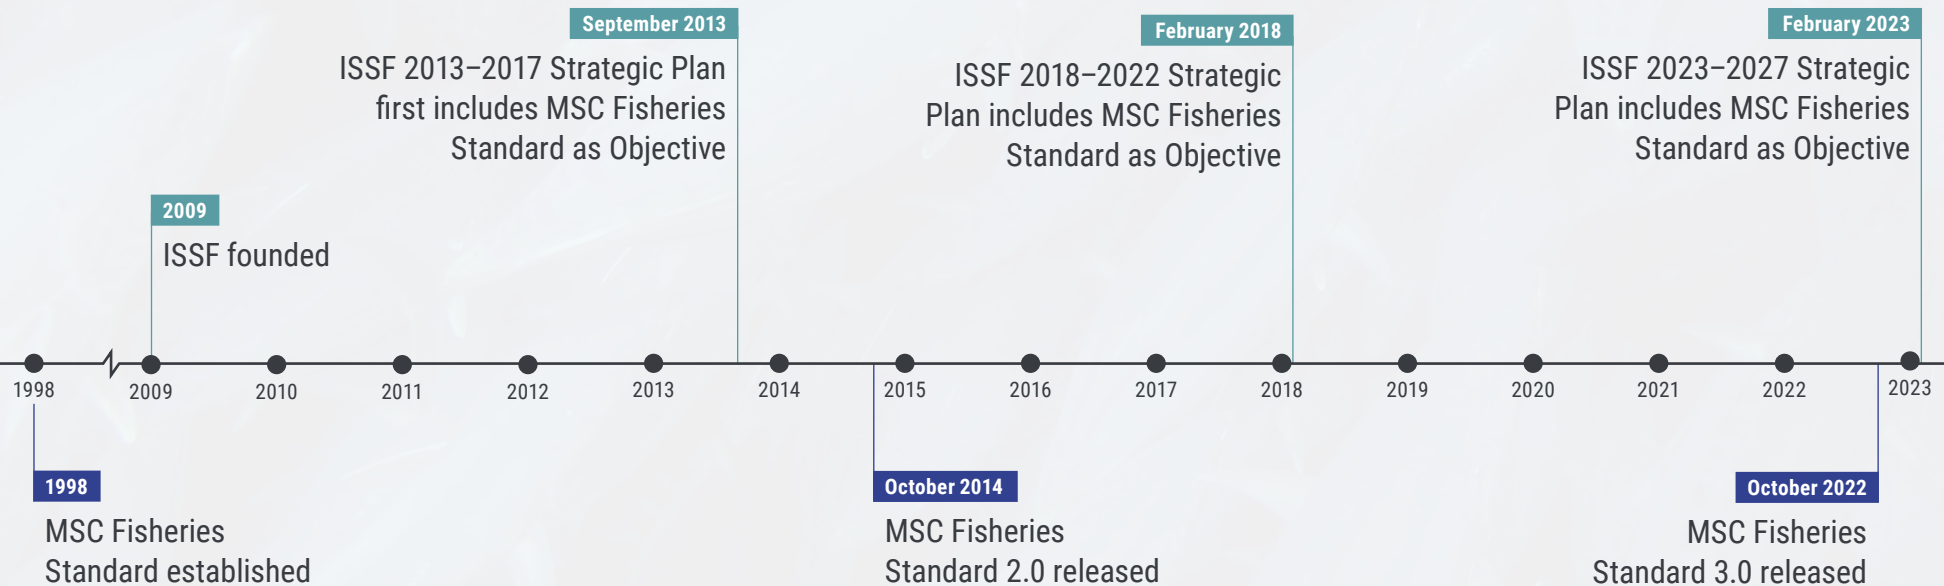 September 2013
ISSF 2013–2017 Strategic Plan
first includes MSC Fisheries
Standard as Objective
February 2018
ISSF 2018–2022 Strategic
Plan includes MSC Fisheries
Standard as Objective
February 2023
ISSF 2023–2027 Strategic
Plan includes MSC Fisheries
Standard as Objective
2009
ISSF founded
1998
2009
2010
2011
2012
2013
2014
2015
2016
2017
2018
2019
2020
2021
2022
2023
1998
MSC Fisheries
Standard established
October 2014
MSC Fisheries
Standard 2.0 released
October 2022
MSC Fisheries
Standard 3.0 released